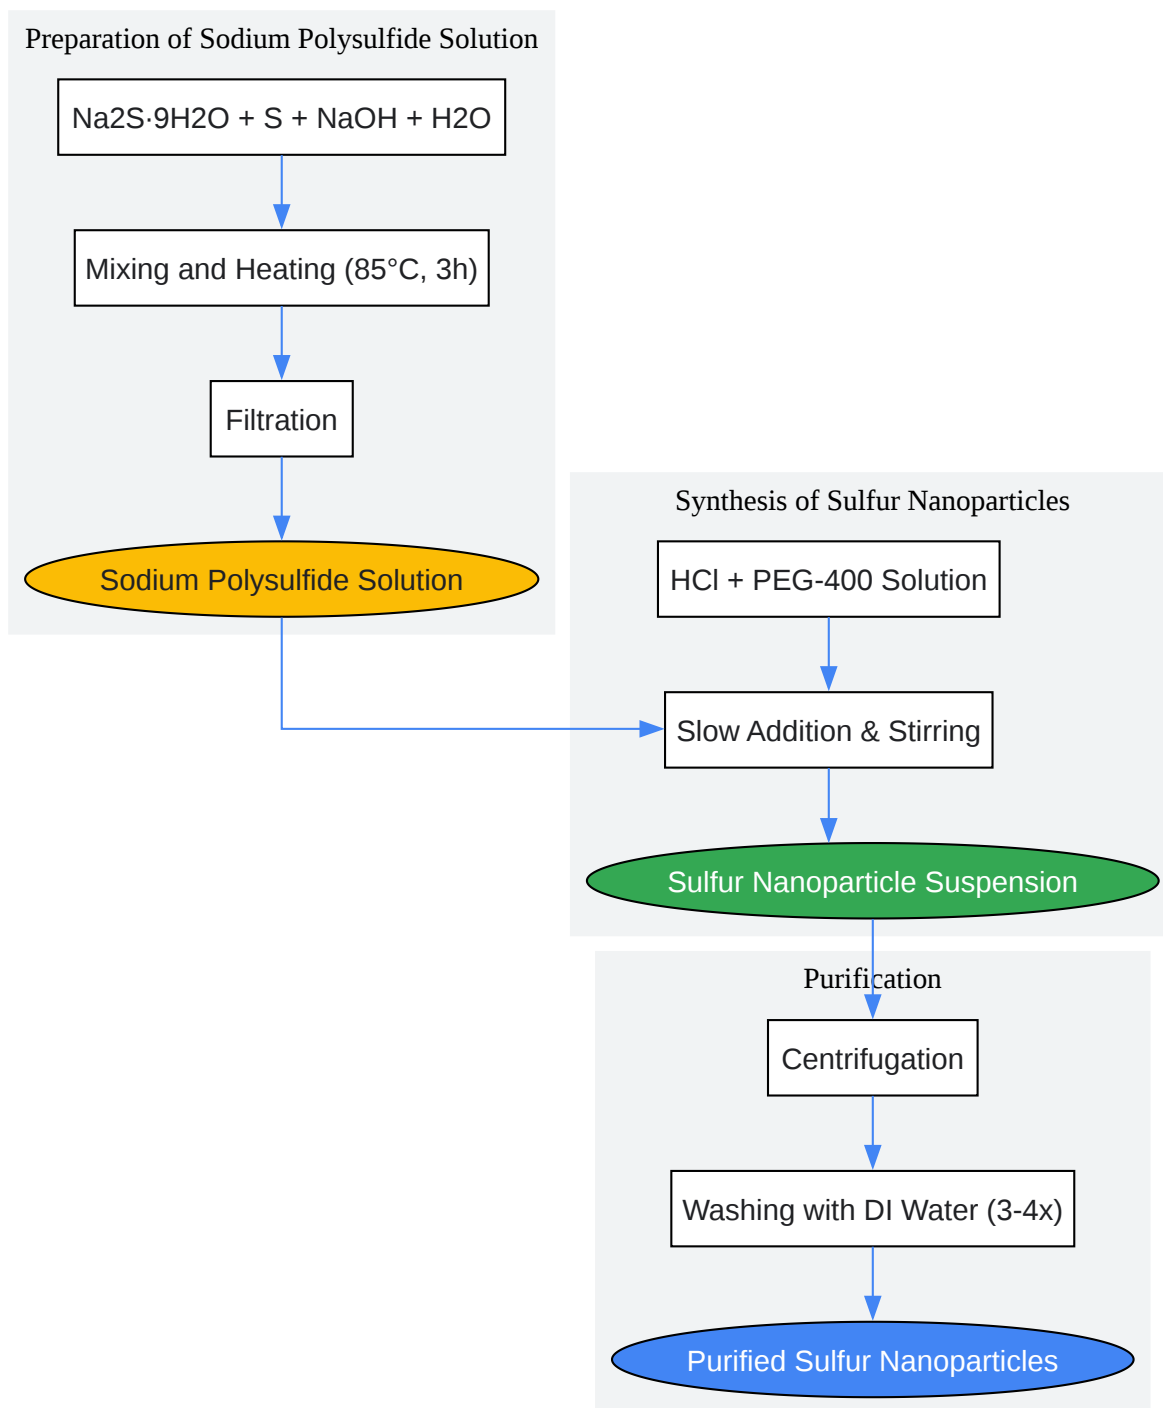 Preparation of Sodium Polysulfide Solution
Na2S·9H2O + S + NaOH + H2O
Mixing and Heating (85°C, 3h)
Filtration
Sodium Polysulfide Solution
Synthesis of Sulfur Nanoparticles
HCl + PEG-400 Solution
Slow Addition & Stirring
Sulfur Nanoparticle Suspension
Purification
Centrifugation
Washing with DI Water (3-4x)
Purified Sulfur Nanoparticles